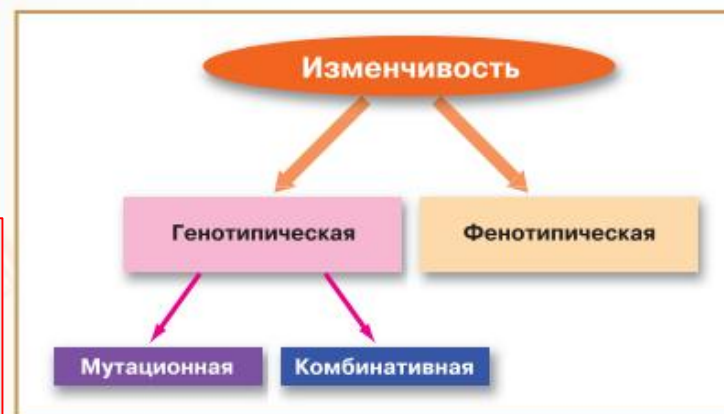 Изменчивость
Генотипическая
Фенотипическая
Мутационная
Комбинативная